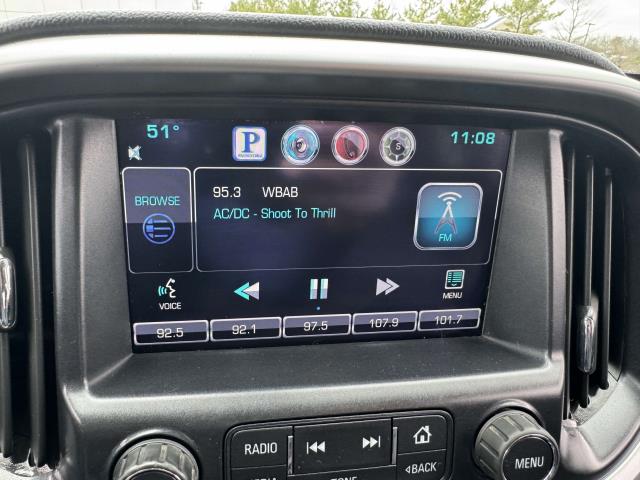 51°
P
S
11:08
BROWSE
95.3 WBAB
AC/DC - Shoot To Thrill
FM
VOICE
MENU
92.5 92.1 97.5 107.9 101.7
RADIO
BACK
MENU